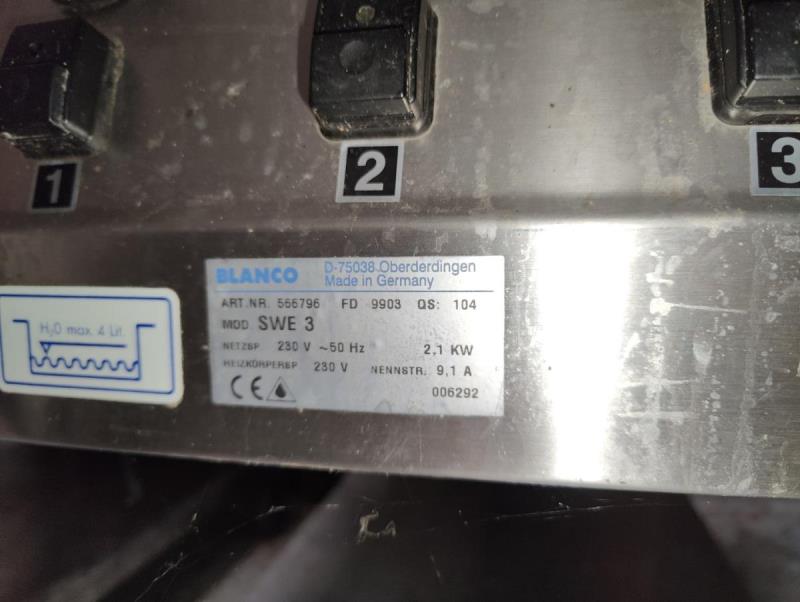 1
2
3
BLANCO D-75038 Oberderdingen
Made in Germany
ART.NR. 566796 FD 9903 QS: 104
MOD. SWE 3
NETZSP 230 V ~50 Hz 2,1 KW
HEIZKÖRPERSP 230 V NENNSTR. 9,1 A
CE 006292
H₂O max. 4 Lit.